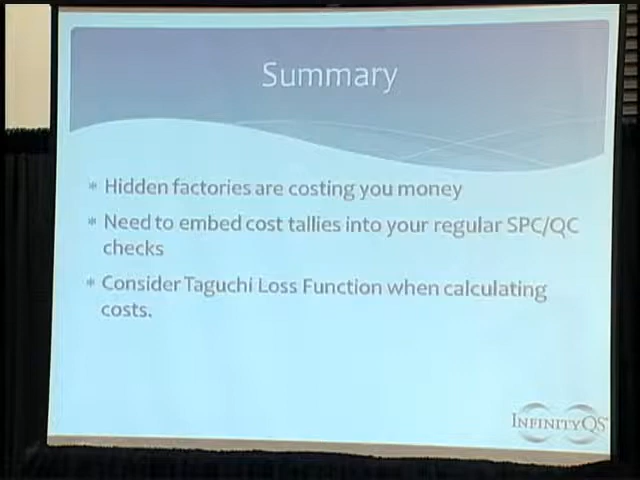 Summary
* Hidden factories are costing you money
* Need to embed cost tallies into your regular SPC/QC
checks
* Consider Taguchi Loss Function when calculating
costs.
INFINITYQS®